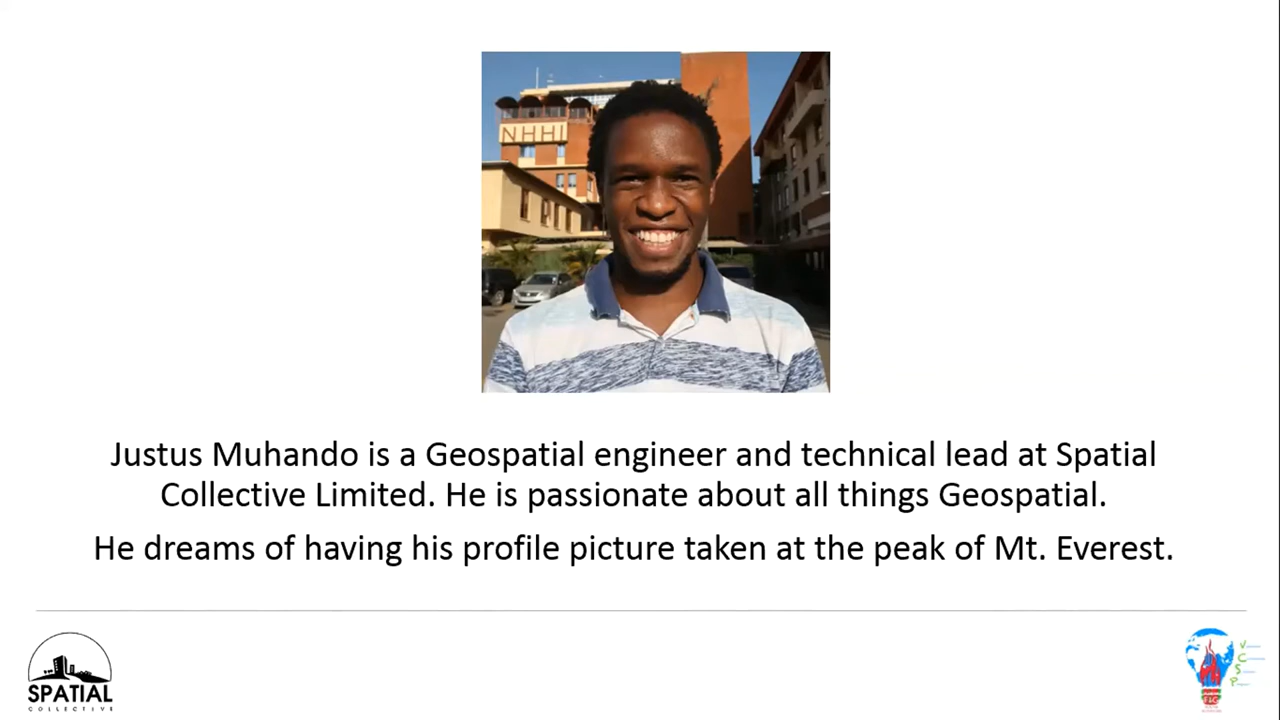 NHHI
Justus Muhando is a Geospatial engineer and technical lead at Spatial
Collective Limited. He is passionate about all things Geospatial.
He dreams of having his profile picture taken at the peak of Mt. Everest.
SPATIAL
COLLECTIVE
V
C
S
P
FIG